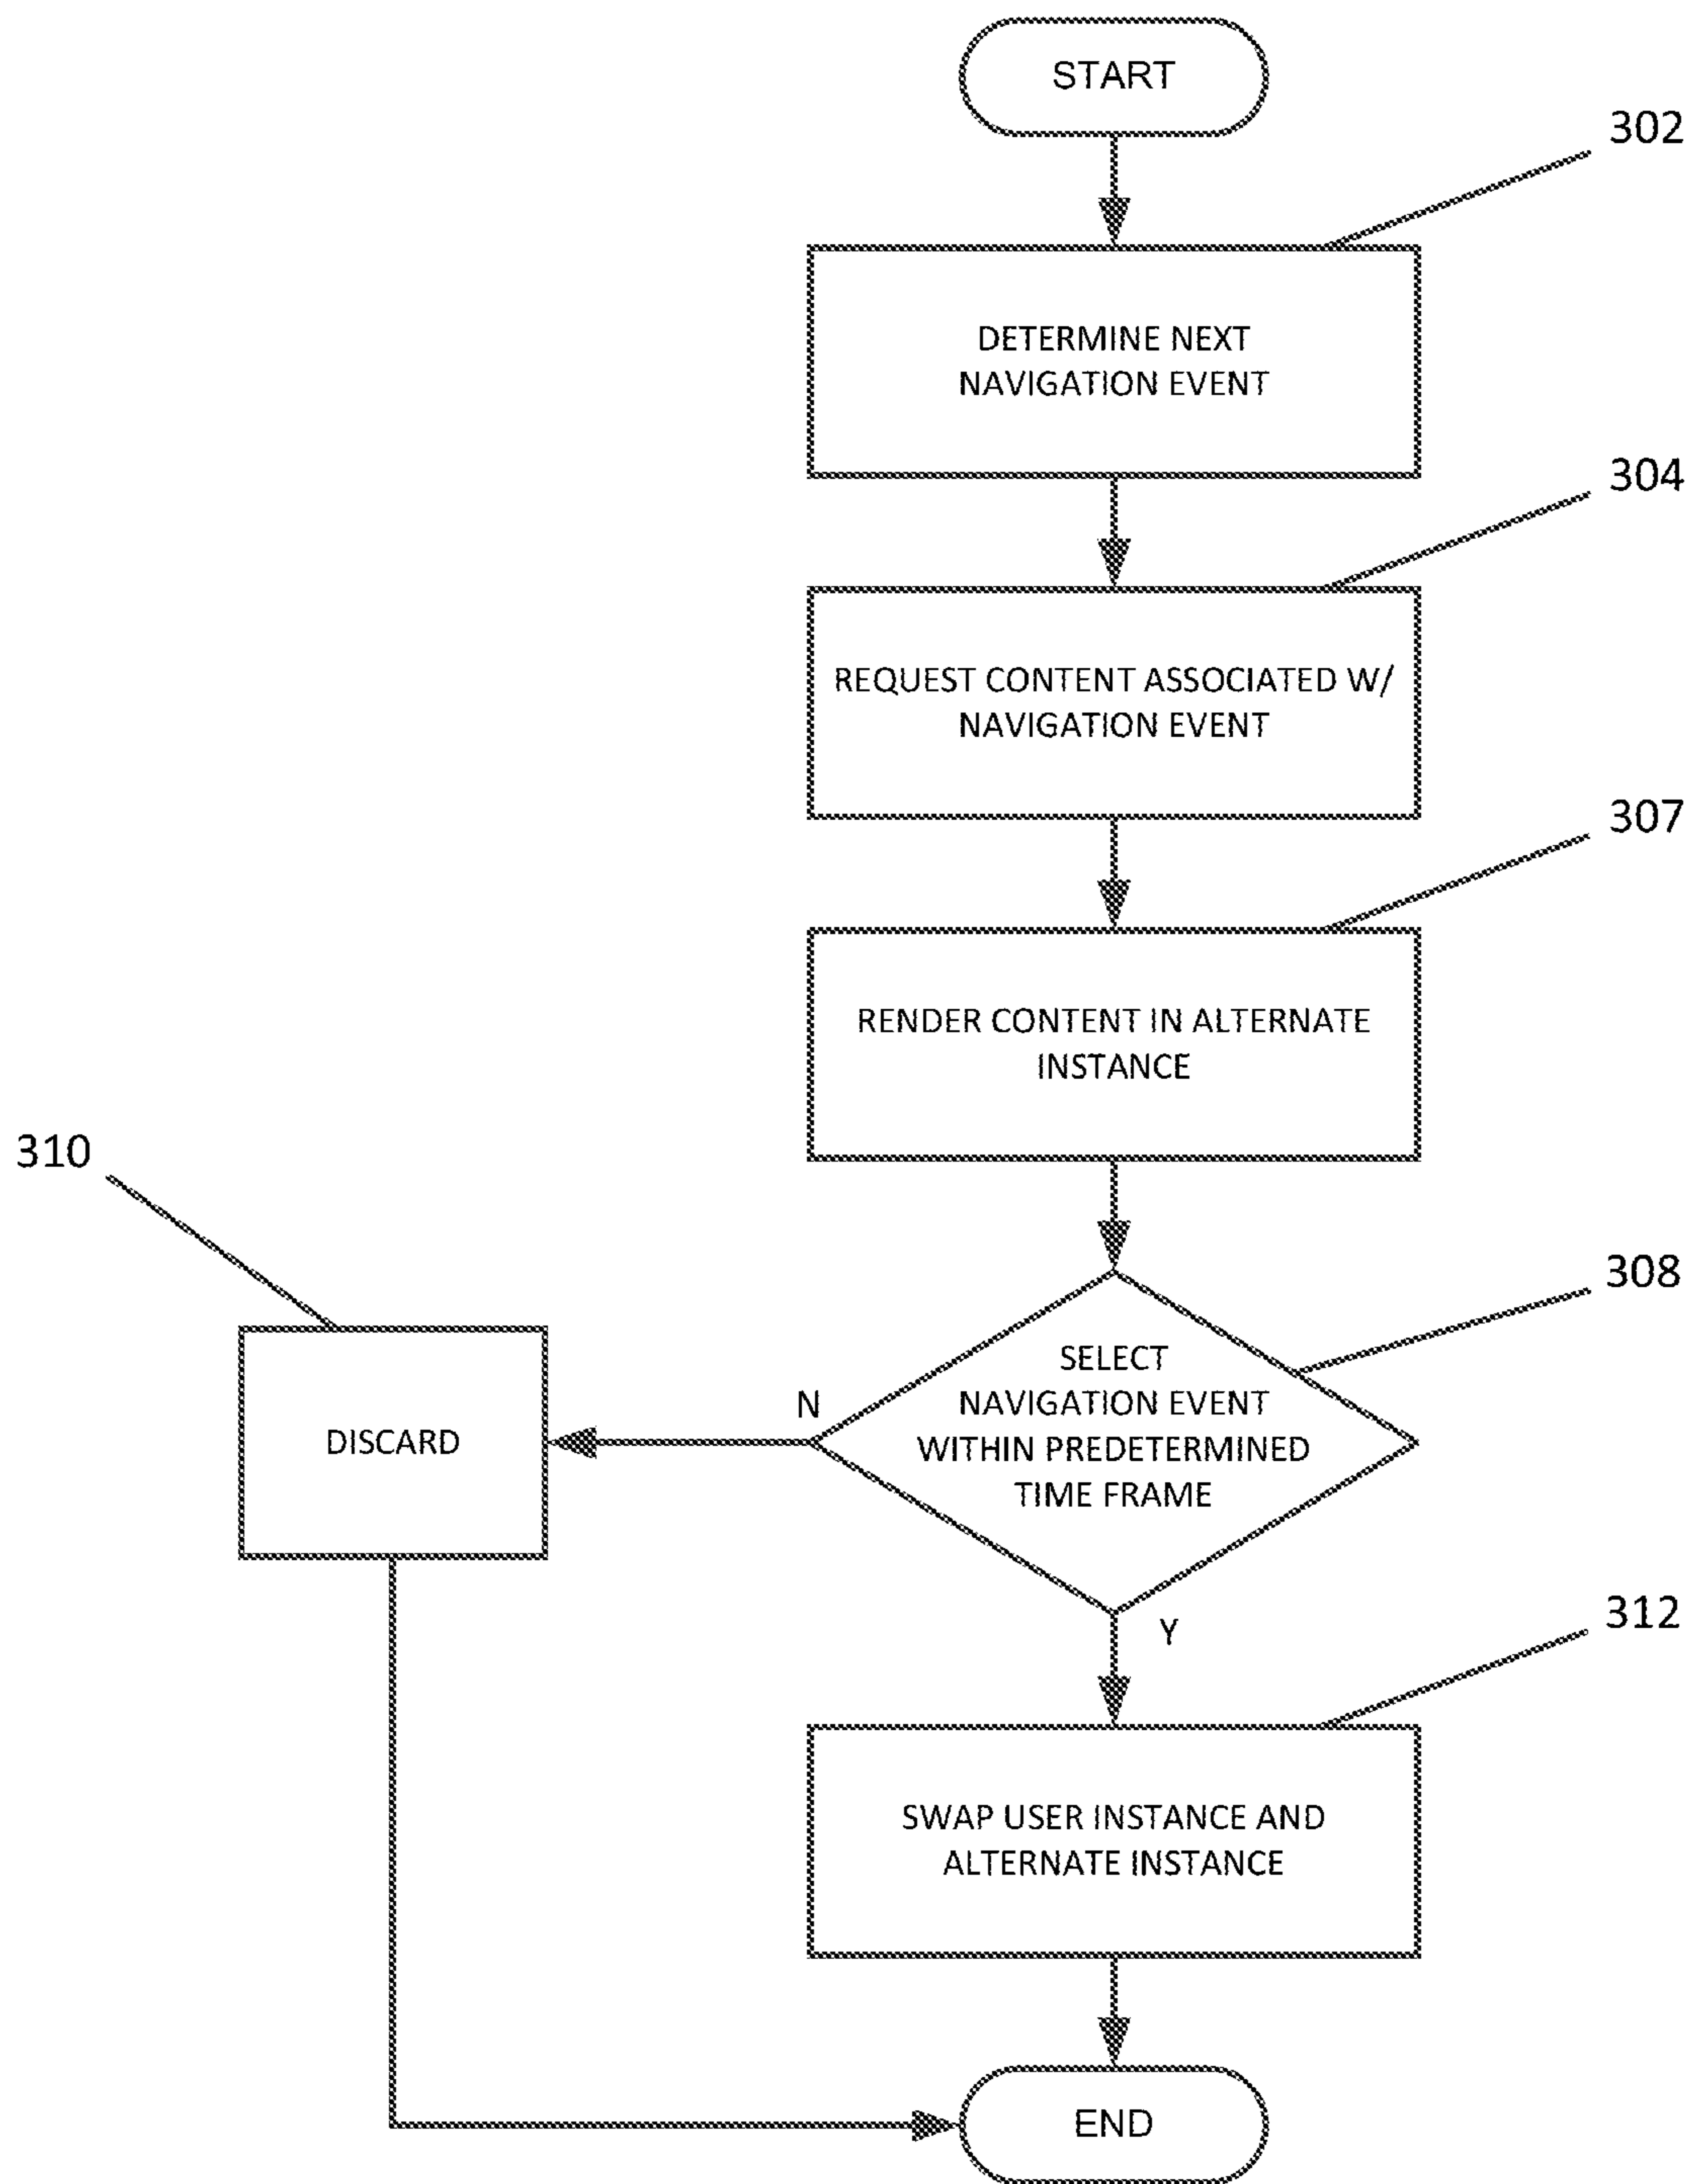 START
302
DETERMINE NEXT
NAVIGATION EVENT
304
REQUEST CONTENT ASSOCIATED W/
NAVIGATION EVENT
307
RENDER CONTENT IN ALTERNATE
INSTANCE
310
308
SELECT
NAVIGATION EVENT
WITHIN PREDETERMINED
TIME FRAME
N
DISCARD
Y
312
SWAP USER INSTANCE AND
ALTERNATE INSTANCE
END